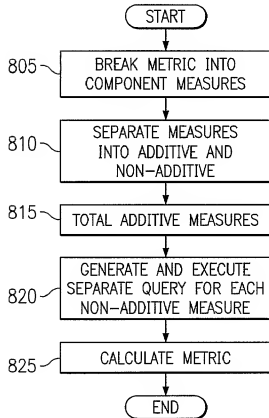 START
805
BREAK METRIC INTO
COMPONENT MEASURES
810
SEPARATE MEASURES
INTO ADDITIVE AND
NON-ADDITIVE
815
TOTAL ADDITIVE MEASURES
GENERATE AND EXECUTE
820
SEPARATE QUERY FOR EACH
NON-ADDITIVE MEASURE
825
CALCULATE METRIC
END